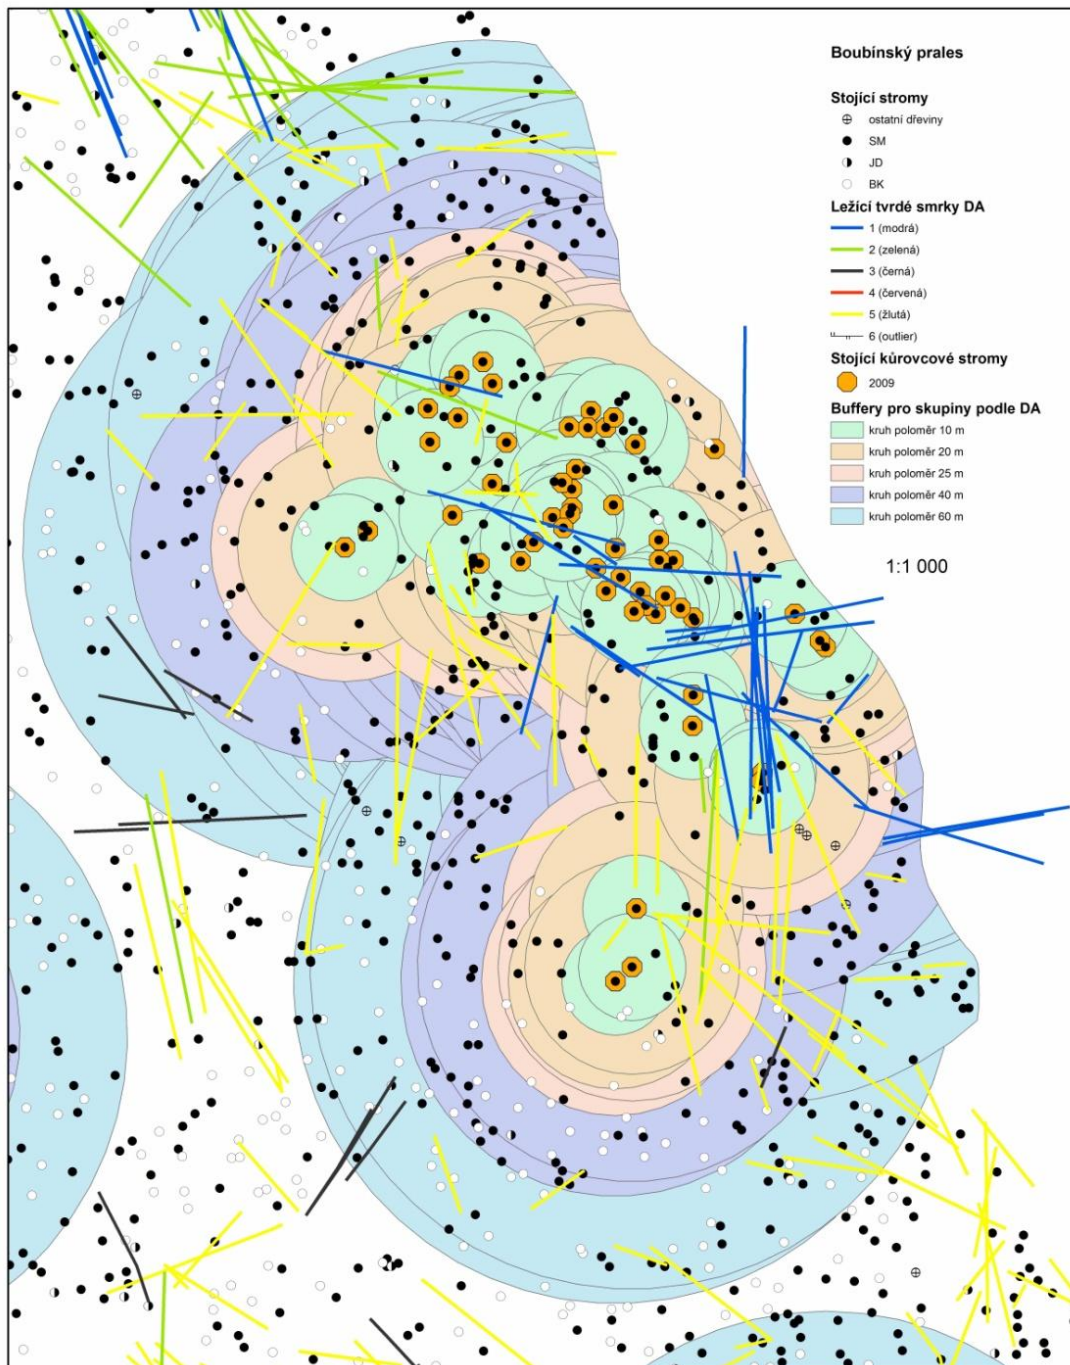 Boubínský prales
Stojící stromy
ostatní dřeviny
SM
JD
BK
Ležící tvrdé smrky DA
1 (modrá)
2 (zelená)
3 (černá)
4 (červená)
5 (žlutá)
6 (outlier)
Stojící kůrovcové stromy
2009
Buffery pro skupiny podle DA
kruh poloměr 10 m
kruh poloměr 20 m
kruh poloměr 25 m
kruh poloměr 40 m
kruh poloměr 60 m
1:1 000